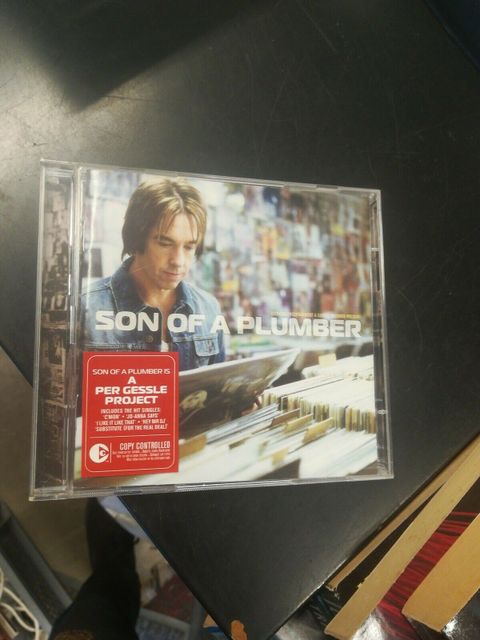 SON OF A PLUMBER
SON OF A PLUMBER IS
A
PER GESSLE
PROJECT
INCLUDES THE HIT SINGLES:
'C'MON' • 'JO-ANNA SAYS'
'I LIKE IT LIKE THAT' • 'HEY MR DJ'
'SUBSTITUTE (FOR THE REAL DEAL)'
COPY CONTROLLED